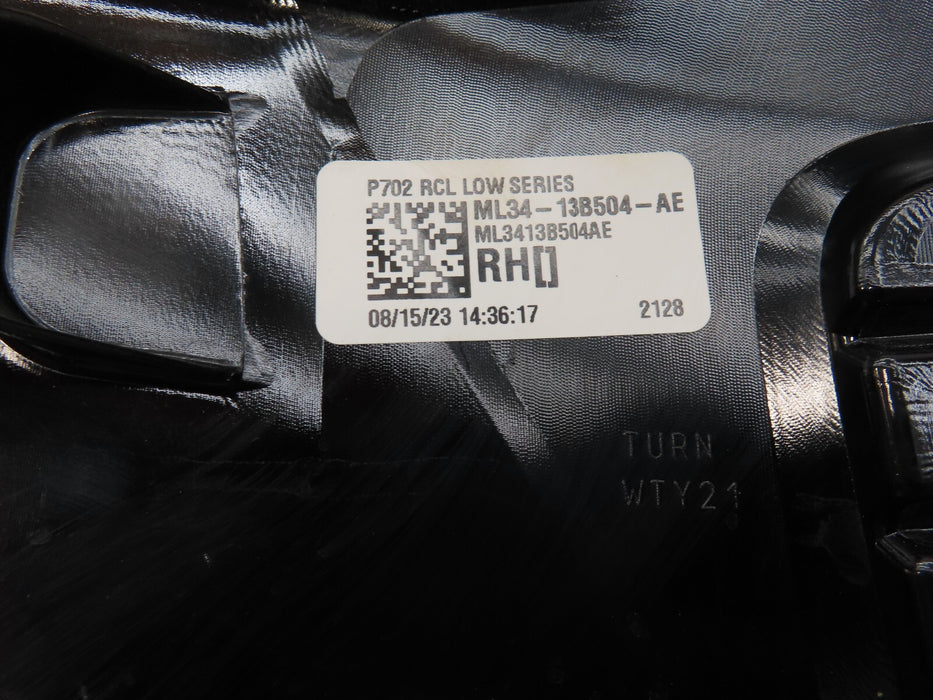 P702 RCL LOW SERIES
ML34-13B504-AE
ML3413B504AE
RH[]
08/15/23 14:36:17
2128
TURN
WTY21